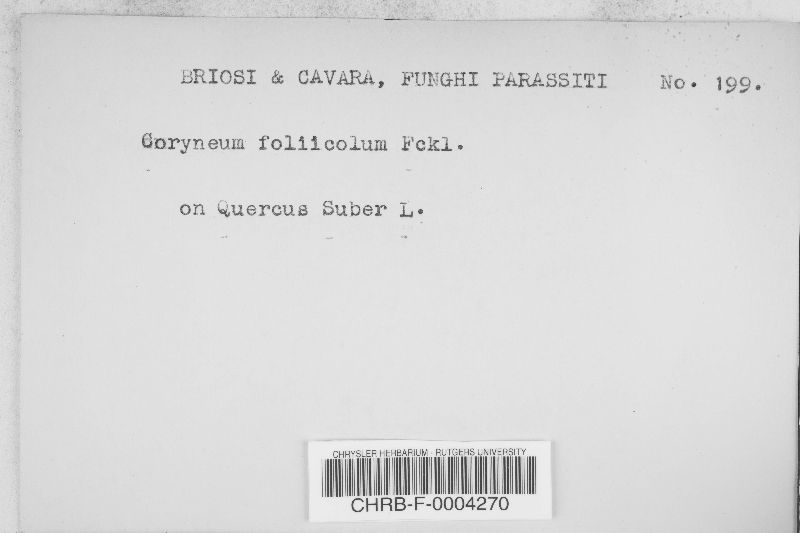 BRIOSI & CAVARA, FUNGHI PARASSITI No. 199.
Coryneum foliicolum Fckl.
on Quercus Suber L.
CHRYSLER HERBARIUM - RUTGERS UNIVERSITY
CHRB-F-0004270